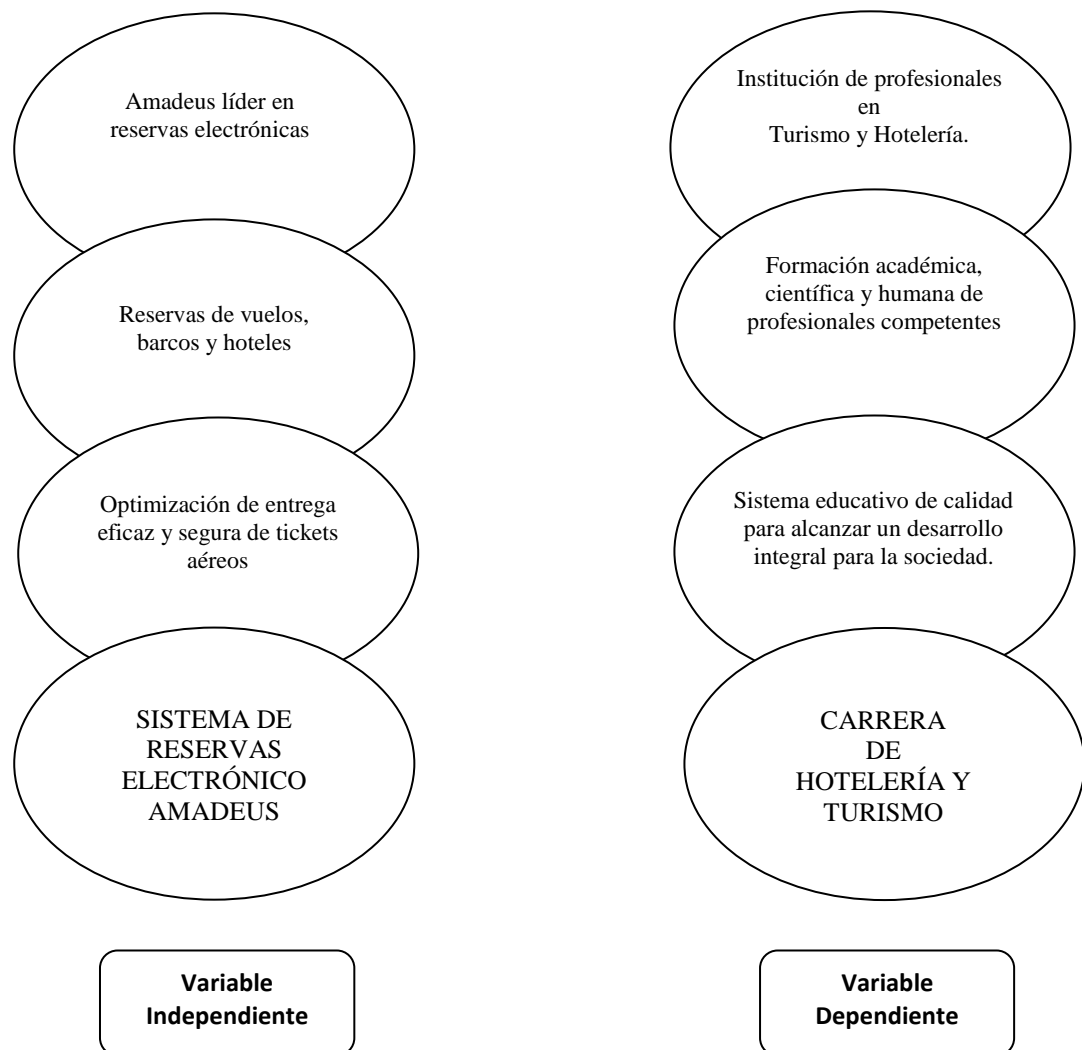 Amadeus líder en
reservas electrónicas
Reservas de vuelos,
barcos y hoteles
Optimización de entrega
eficaz y segura de tickets
aéreos
SISTEMA DE
RESERVAS
ELECTRÓNICO
AMADEUS
Variable
Independiente
Institución de profesionales
en
Turismo y Hotelería.
Formación académica,
científica y humana de
profesionales competentes
Sistema educativo de calidad
para alcanzar un desarrollo
integral para la sociedad.
CARRERA
DE
HOTELERÍA Y
TURISMO
Variable
Dependiente